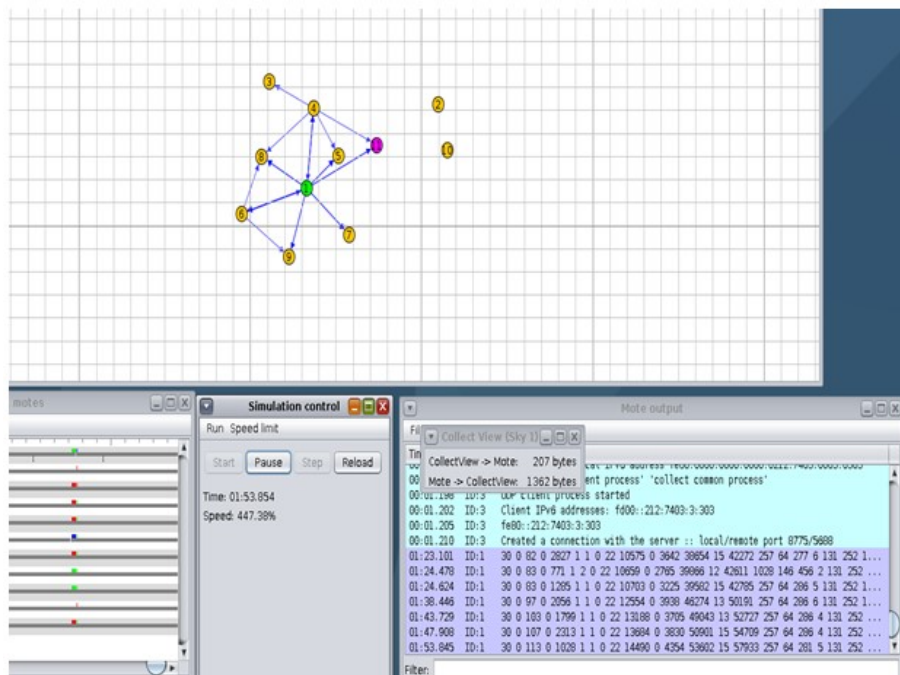 3
4
2
8
5
10
1
6
7
9
motes
Simulation control
Mote output
Run Speed limit
Collect View (Sky 1)
Start Pause Step Reload
CollectView -> Mote: 207 bytes
Mote -> CollectView: 1362 bytes
Time: 01:53.854
Speed: 447.38%
ent process' 'collect common process'
00:01.198 ID:3 UDP client process started
00:01.202 ID:3 Client IPv6 addresses: fd00::212:7403:3:303
00:01.205 ID:3 fe80::212:7403:3:303
00:01.210 ID:3 Created a connection with the server :: local/remote port 8775/5688
01:23.101 ID:1 30 0 82 0 2827 1 1 0 22 10575 0 3642 38654 15 42272 257 64 277 6 131 252 1...
01:24.478 ID:1 30 0 83 0 771 1 2 0 22 10659 0 2765 39866 12 42611 1028 146 456 2 131 252 ...
01:24.624 ID:1 30 0 83 0 1285 1 1 0 22 10703 0 3225 39582 15 42785 257 64 286 5 131 252 ...
01:38.446 ID:1 30 0 97 0 2056 1 1 0 22 12554 0 3938 46274 13 50191 257 64 286 6 131 252 1...
01:43.729 ID:1 30 0 103 0 1799 1 1 0 22 13188 0 3705 49043 13 52727 257 64 286 4 131 252 ...
01:47.908 ID:1 30 0 107 0 2313 1 1 0 22 13684 0 3830 50901 15 54709 257 64 286 4 131 252 ...
01:53.845 ID:1 30 0 113 0 1028 1 1 0 22 14490 0 4354 53602 15 57933 257 64 281 5 131 252 ...
Filter: